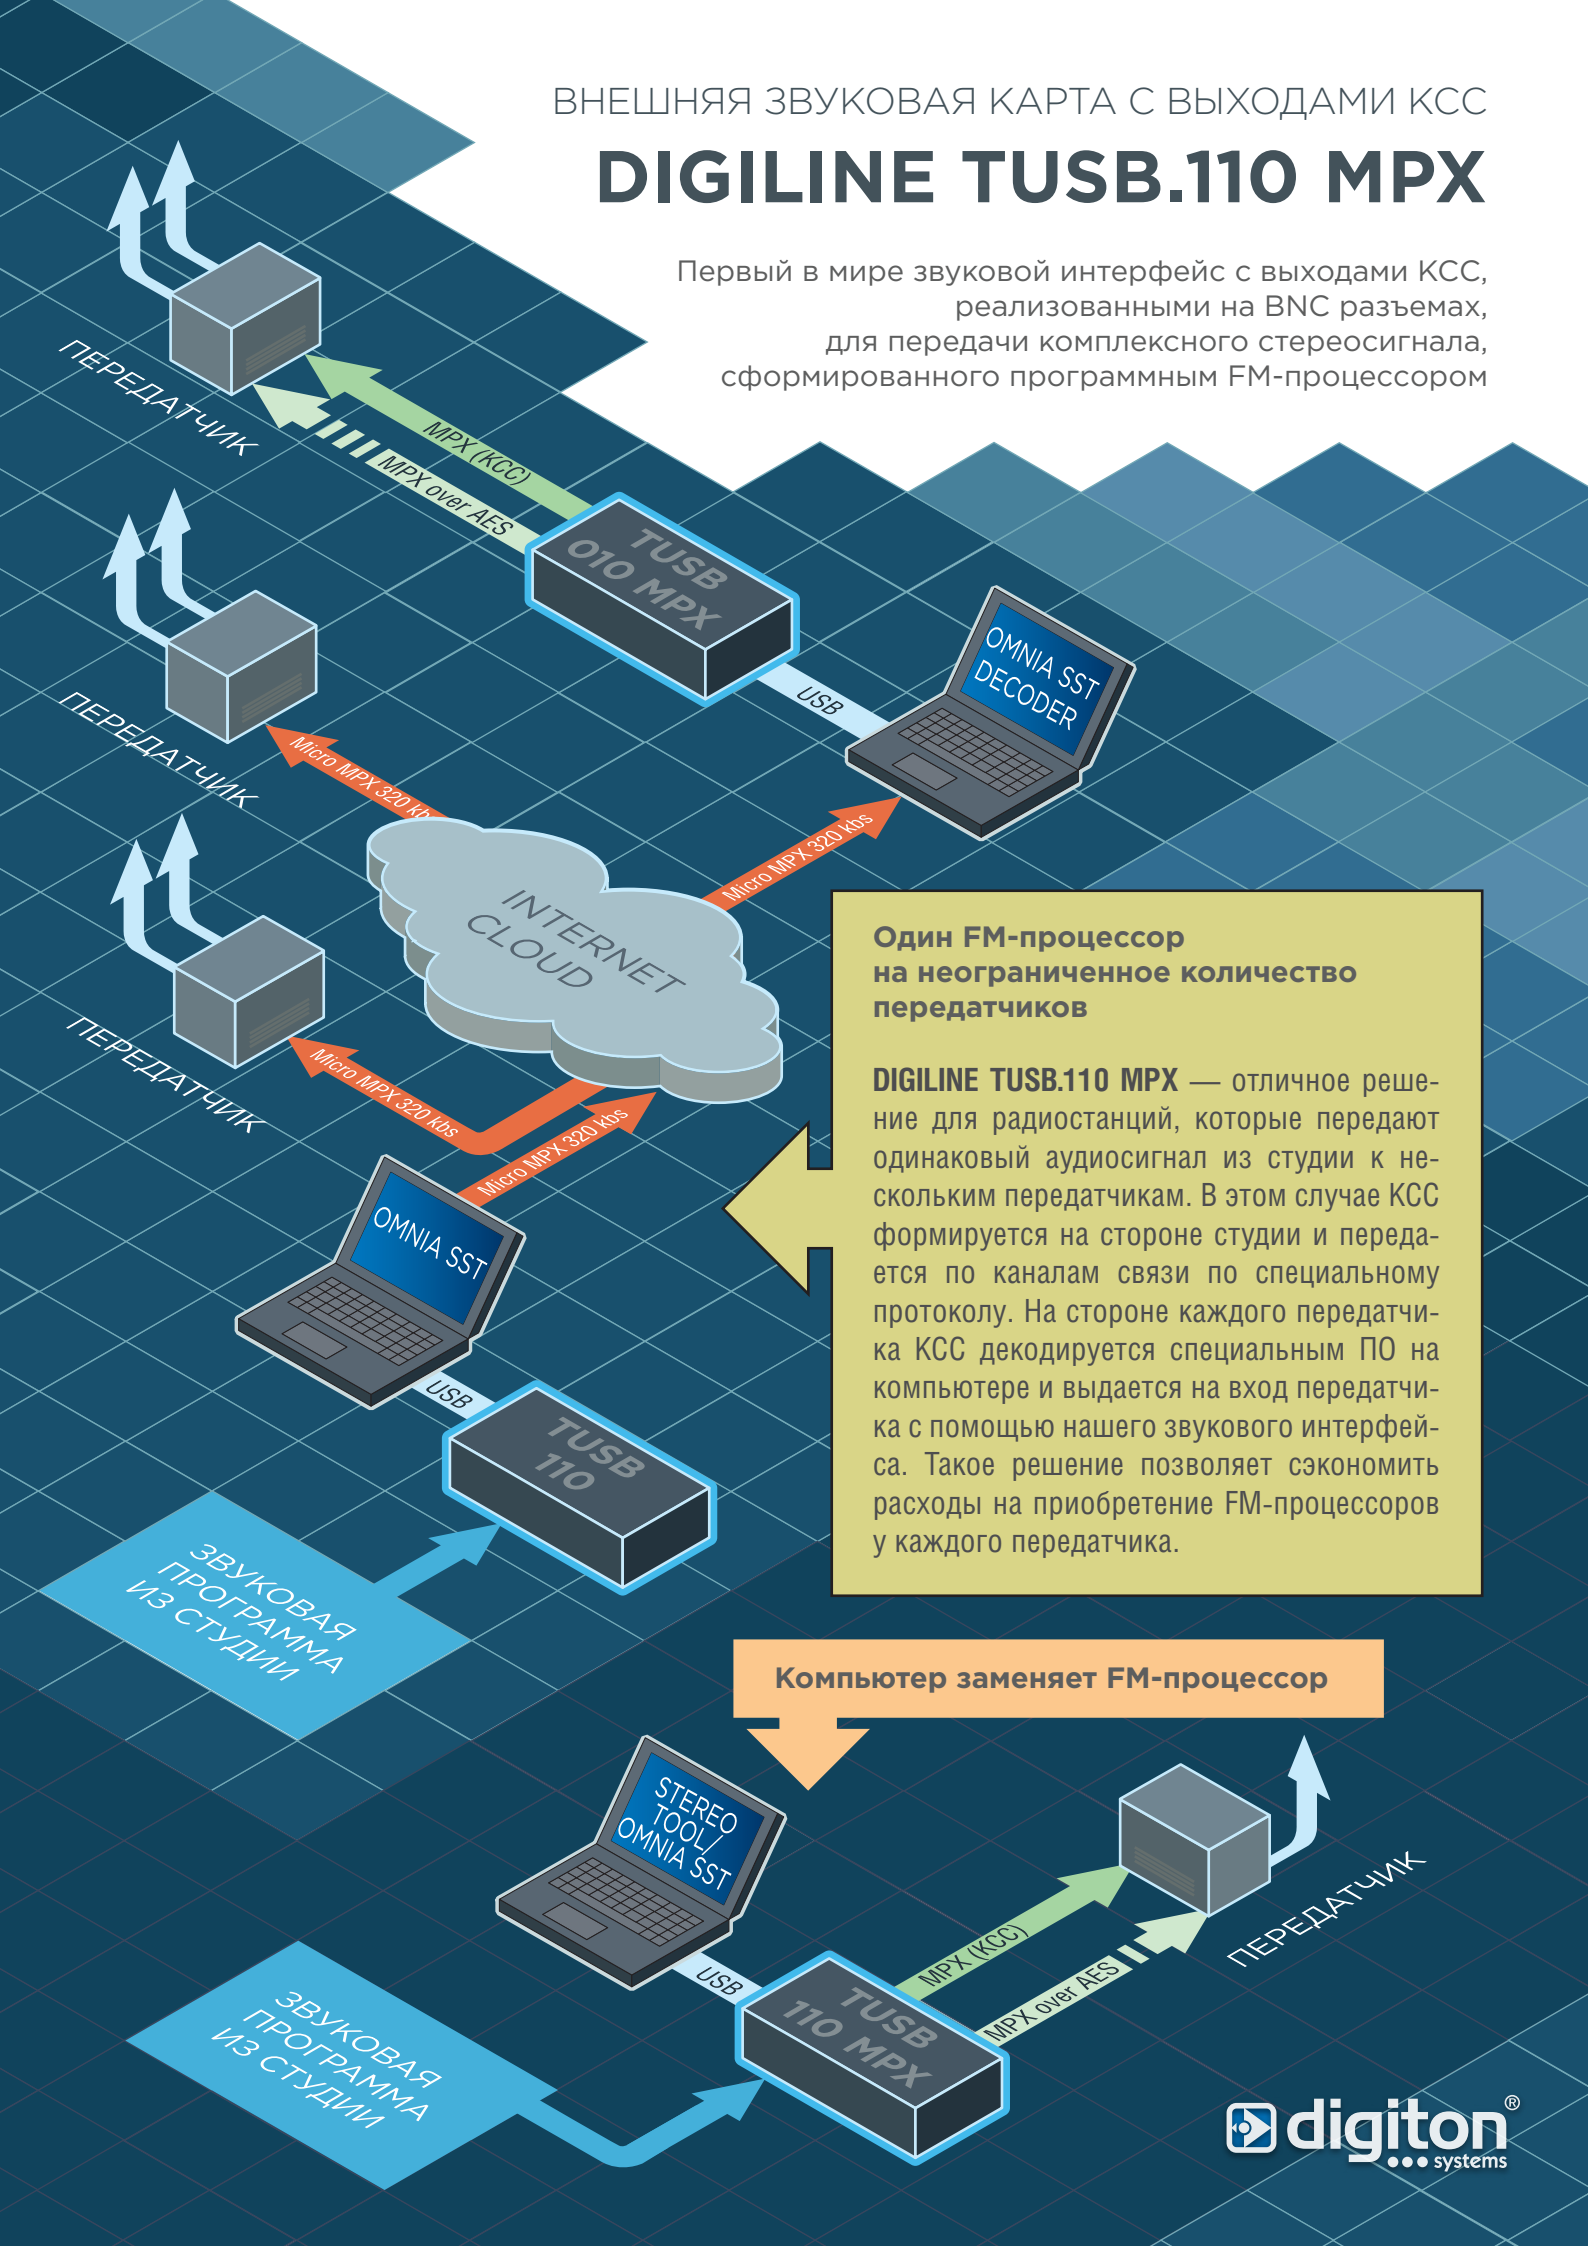 ВНЕШНЯЯ ЗВУКОВАЯ КАРТА С ВЫХОДАМИ КСС
DIGILINE TUSB.110 MPX
Первый в мире звуковой интерфейс с выходами КСС,
реализованными на BNC разъемах,
для передачи комплексного стереосигнала,
сформированного программным FM-процессором
ПЕРЕДАТЧИК
MPX (КСС)
MPX over AES
TUSB
010 MPX
USB
OMNIA SST
DECODER
ПЕРЕДАТЧИК
Micro MPX 320 kbs
Micro MPX 320 kbs
INTERNET
CLOUD
ПЕРЕДАТЧИК
Micro MPX 320 kbs
Micro MPX 320 kbs
OMNIA SST
USB
TUSB
110
ЗВУКОВАЯ
ПРОГРАММА
ИЗ СТУДИИ
Один FM-процессор
на неограниченное количество
передатчиков
DIGILINE TUSB.110 MPX — отличное реше-
ние для радиостанций, которые передают
одинаковый аудиосигнал из студии к не-
скольким передатчикам. В этом случае КСС
формируется на стороне студии и переда-
ется по каналам связи по специальному
протоколу. На стороне каждого передатчи-
ка КСС декодируется специальным ПО на
компьютере и выдается на вход передатчи-
ка с помощью нашего звукового интерфей-
са. Такое решение позволяет сэкономить
расходы на приобретение FM-процессоров
у каждого передатчика.
Компьютер заменяет FM-процессор
STEREO
TOOL/
OMNIA SST
USB
TUSB
110 MPX
MPX (КСС)
MPX over AES
ПЕРЕДАТЧИК
ЗВУКОВАЯ
ПРОГРАММА
ИЗ СТУДИИ
digiton®
systems